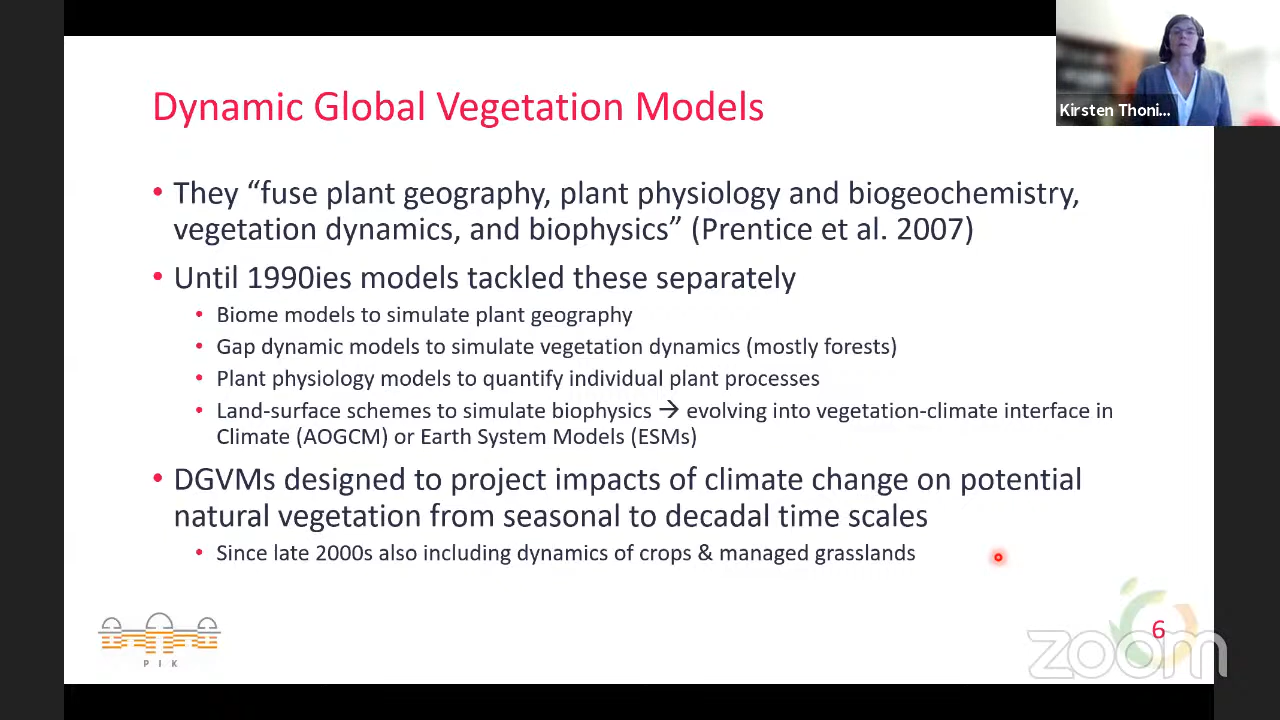 Dynamic Global Vegetation Models
Kirsten Thoni...
• They “fuse plant geography, plant physiology and biogeochemistry,
vegetation dynamics, and biophysics” (Prentice et al. 2007)
• Until 1990ies models tackled these separately
• Biome models to simulate plant geography
• Gap dynamic models to simulate vegetation dynamics (mostly forests)
• Plant physiology models to quantify individual plant processes
• Land-surface schemes to simulate biophysics → evolving into vegetation-climate interface in
Climate (AOGCM) or Earth System Models (ESMs)
• DGVMs designed to project impacts of climate change on potential
natural vegetation from seasonal to decadal time scales
• Since late 2000s also including dynamics of crops & managed grasslands
PIK
6
zoom